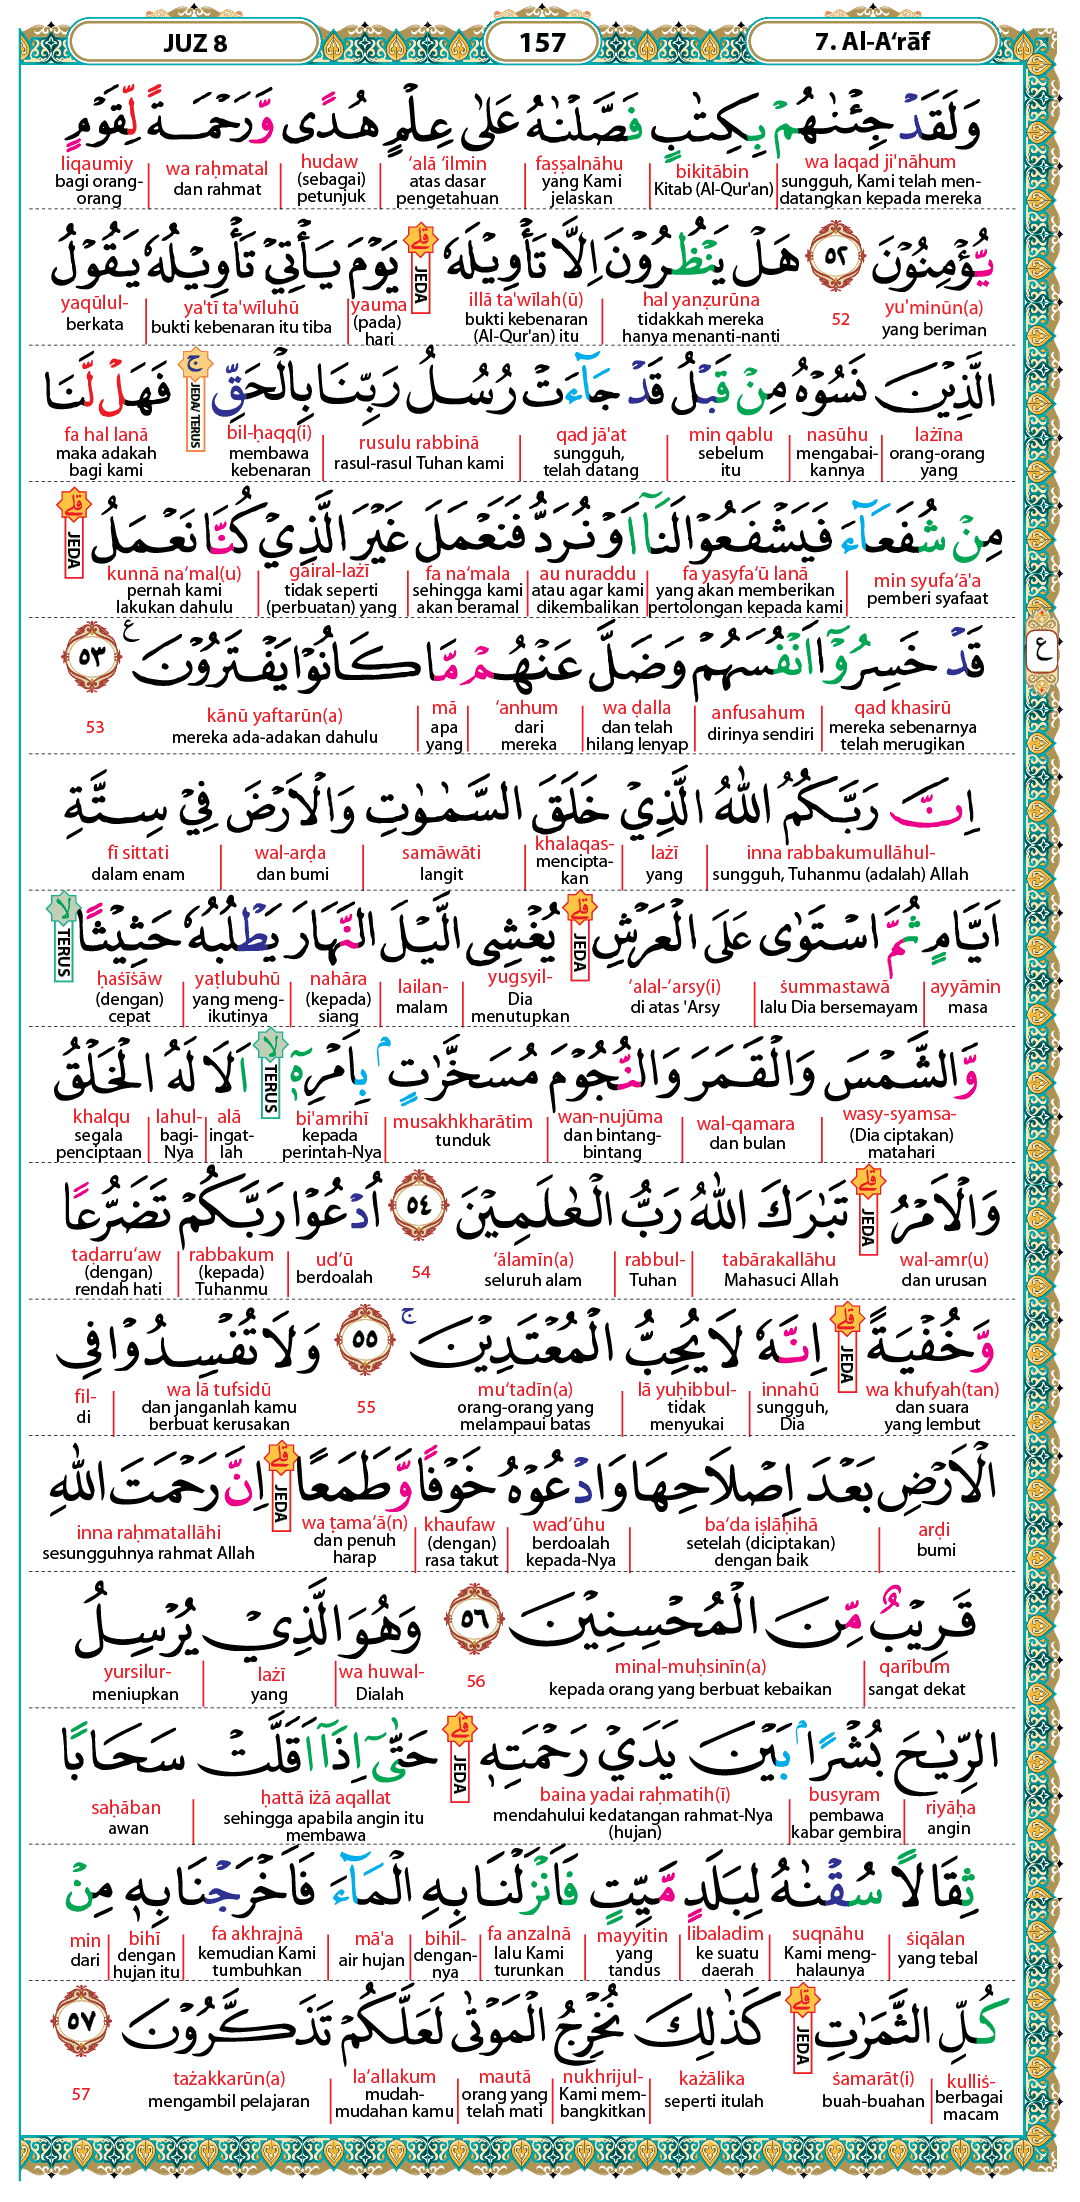 JUZ 8
157
7. Al-A‘rāf
وَلَقَدْ جِئْنٰهُمْ بِكِتٰبٍ فَصَّلْنٰهُ عَلٰى عِلْمٍ هُدًى وَّرَحْمَةً لِّقَوْمٍ
wa laqad ji'nāhum bikitābin faṣṣalnāhu ‘alā ‘ilmin hudaw wa raḥmatal liqaumiy
sungguh, Kami telah men-datangkan kepada mereka Kitab (Al-Qur'an) yang Kami jelaskan atas dasar pengetahuan (sebagai) petunjuk dan rahmat bagi orang-orang
يُّؤْمِنُوْنَ ٥٢ هَلْ يَنْظُرُوْنَ اِلَّا تَأْوِيْلَهٗ ۗ يَوْمَ يَأْتِيْ تَأْوِيْلُهٗ يَقُوْلُ
JEDA
yu'minūn(a) 52 hal yanẓurūna illā ta'wīlah(ū) yauma ya'tī ta'wīluhū yaqūlul-
yang beriman tidakkah mereka hanya menanti-nanti bukti kebenaran (Al-Qur'an) itu (pada) hari bukti kebenaran itu tiba berkata
الَّذِيْنَ نَسُوْهُ مِنْ قَبْلُ قَدْ جَاۤءَتْ رُسُلُ رَبِّنَا بِالْحَقِّ ۚ فَهَلْ لَّنَا
JEDA/ TERUS
lażīna nasūhu min qablu qad jā'at rusulu rabbinā bil-ḥaqq(i) fa hal lanā
orang-orang yang mengabai-kannya sebelum itu sungguh, telah datang rasul-rasul Tuhan kami membawa kebenaran maka adakah bagi kami
مِنْ شُفَعَاۤءَ فَيَشْفَعُوْا لَنَآ اَوْ نُرَدُّ فَنَعْمَلَ غَيْرَ الَّذِيْ كُنَّا نَعْمَلُ ۗ
JEDA
min syufa‘ā'a fa yasyfa‘ū lanā au nuraddu fa na‘mala gairal-lażī kunnā na‘mal(u)
pemberi syafaat yang akan memberikan pertolongan kepada kami atau agar kami dikembalikan sehingga kami akan beramal tidak seperti (perbuatan) yang pernah kami lakukan dahulu
قَدْ خَسِرُوْٓا اَنْفُسَهُمْ وَضَلَّ عَنْهُمْ مَّا كَانُوْا يَفْتَرُوْنَ ࣖ ٥٣
ع
qad khasirū anfusahum wa ḍalla ‘anhum mā kānū yaftarūn(a) 53
mereka sebenarnya telah merugikan dirinya sendiri dan telah hilang lenyap dari mereka apa yang mereka ada-adakan dahulu
اِنَّ رَبَّكُمُ اللّٰهُ الَّذِيْ خَلَقَ السَّمٰوٰتِ وَالْاَرْضَ فِيْ سِتَّةِ
inna rabbakumullāhul- lażī khalaqas- samāwāti wal-arḍa fī sittati
sungguh, Tuhanmu (adalah) Allah yang mencipta-kan langit dan bumi dalam enam
اَيَّامٍ ثُمَّ اسْتَوٰى عَلَى الْعَرْشِ ۗ يُغْشِى الَّيْلَ النَّهَارَ يَطْلُبُهٗ حَثِيْثًا ۙ
JEDA TERUS
ayyāmin ṡummastawā ‘alal-‘arsy(i) yugsyil- lailan- nahāra yaṭlubuhū ḥaṡīṡāw
masa lalu Dia bersemayam di atas 'Arsy Dia menutupkan malam (kepada) siang yang meng-ikutinya (dengan) cepat
وَّالشَّمْسَ وَالْقَمَرَ وَالنُّجُوْمَ مُسَخَّرٰتٍۢ بِاَمْرِهٖٓ ۙ اَلَا لَهُ الْخَلْقُ
TERUS
wasy-syamsa- wal-qamara wan-nujūma musakhkharātim bi'amrihī alā lahul- khalqu
(Dia ciptakan) matahari dan bulan dan bintang-bintang tunduk kepada perintah-Nya ingat-lah bagi-Nya segala penciptaan
وَالْاَمْرُ ۗ تَبٰرَكَ اللّٰهُ رَبُّ الْعٰلَمِيْنَ ٥٤ اُدْعُوْا رَبَّكُمْ تَضَرُّعًا
JEDA
wal-amr(u) tabārakallāhu rabbul- ‘ālamīn(a) 54 ud‘ū rabbakum taḍarru‘aw
dan urusan Mahasuci Allah Tuhan seluruh alam berdoalah (kepada) Tuhanmu (dengan) rendah hati
وَّخُفْيَةً ۗ اِنَّهٗ لَا يُحِبُّ الْمُعْتَدِيْنَ ۚ ٥٥ وَلَا تُفْسِدُوْا فِى
JEDA
wa khufyah(tan) innahū lā yuḥibbul- mu‘tadīn(a) 55 wa lā tufsidū fil-
dan suara yang lembut sungguh, Dia tidak menyukai orang-orang yang melampaui batas dan janganlah kamu berbuat kerusakan di
الْاَرْضِ بَعْدَ اِصْلَاحِهَا وَادْعُوْهُ خَوْفًا وَّطَمَعًا ۗ اِنَّ رَحْمَتَ اللّٰهِ
JEDA
arḍi ba‘da iṣlāḥihā wad‘ūhu khaufaw wa ṭama‘ā(n) inna raḥmatallāhi
bumi setelah (diciptakan) dengan baik berdoalah kepada-Nya (dengan) rasa takut dan penuh harap sesungguhnya rahmat Allah
قَرِيْبٌ مِّنَ الْمُحْسِنِيْنَ ٥٦ وَهُوَ الَّذِيْ يُرْسِلُ
qarībum minal-muḥsinīn(a) 56 wa huwal- lażī yursilur-
sangat dekat kepada orang yang berbuat kebaikan Dialah yang meniupkan
الرِّيٰحَ بُشْرًاۢ بَيْنَ يَدَيْ رَحْمَتِهٖ ۗ حَتّٰىٓ اِذَآ اَقَلَّتْ سَحَابًا
JEDA
riyāḥa busyram baina yadai raḥmatih(ī) ḥattā iżā aqallat saḥāban
angin pembawa kabar gembira mendahului kedatangan rahmat-Nya (hujan) sehingga apabila angin itu membawa awan
ثِقَالًا سُقْنٰهُ لِبَلَدٍ مَّيِّتٍ فَاَنْزَلْنَا بِهِ الْمَاۤءَ فَاَخْرَجْنَا بِهٖ مِنْ
ṡiqālan suqnāhu libaladim mayyitin fa anzalnā bihil- mā'a fa akhrajnā bihī min
yang tebal Kami meng-halaunya ke suatu daerah yang tandus lalu Kami turunkan dengan-nya air hujan kemudian Kami tumbuhkan dengan hujan itu dari
كُلِّ الثَّمَرٰتِ ۗ كَذٰلِكَ نُخْرِجُ الْمَوْتٰى لَعَلَّكُمْ تَذَكَّرُوْنَ ٥٧
JEDA
kulliṡ- ṡamarāt(i) każālika nukhrijul- mautā la‘allakum tażakkarūn(a) 57
berbagai macam buah-buahan seperti itulah Kami mem-bangkitkan orang yang telah mati mudah-mudahan kamu mengambil pelajaran